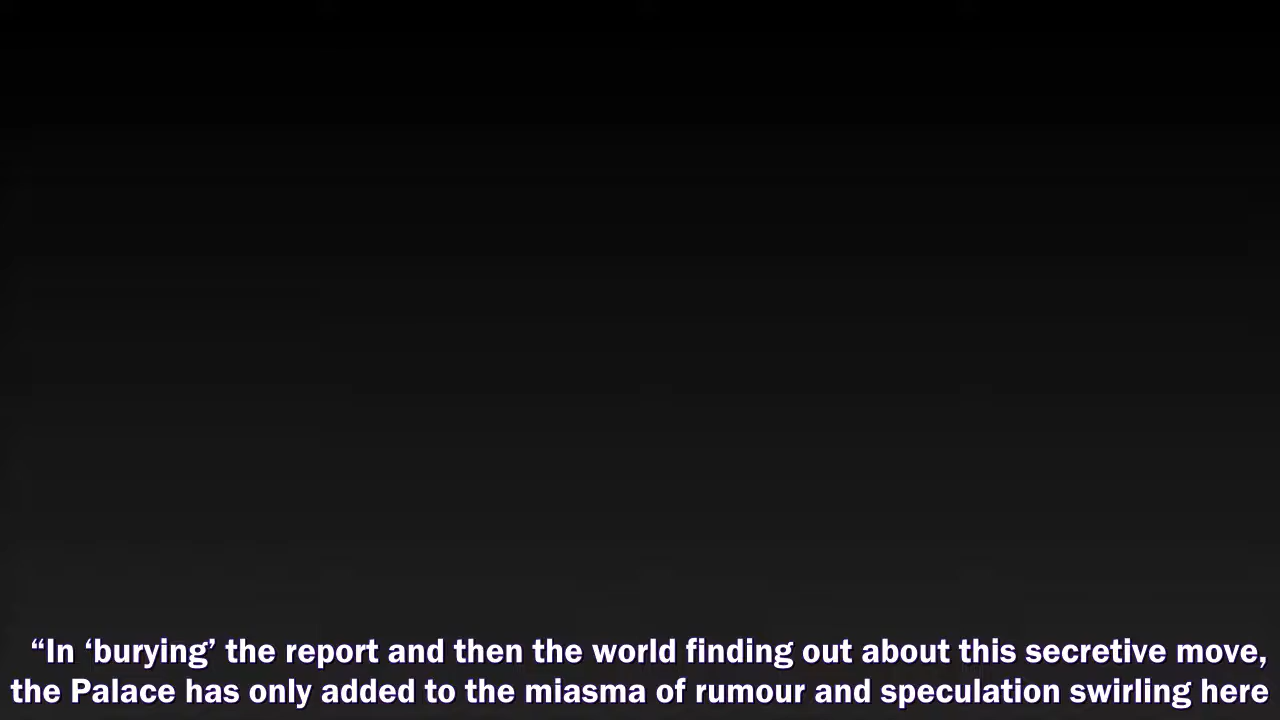 “In ‘burying’ the report and then the world finding out about this secretive move,
the Palace has only added to the miasma of rumour and speculation swirling here